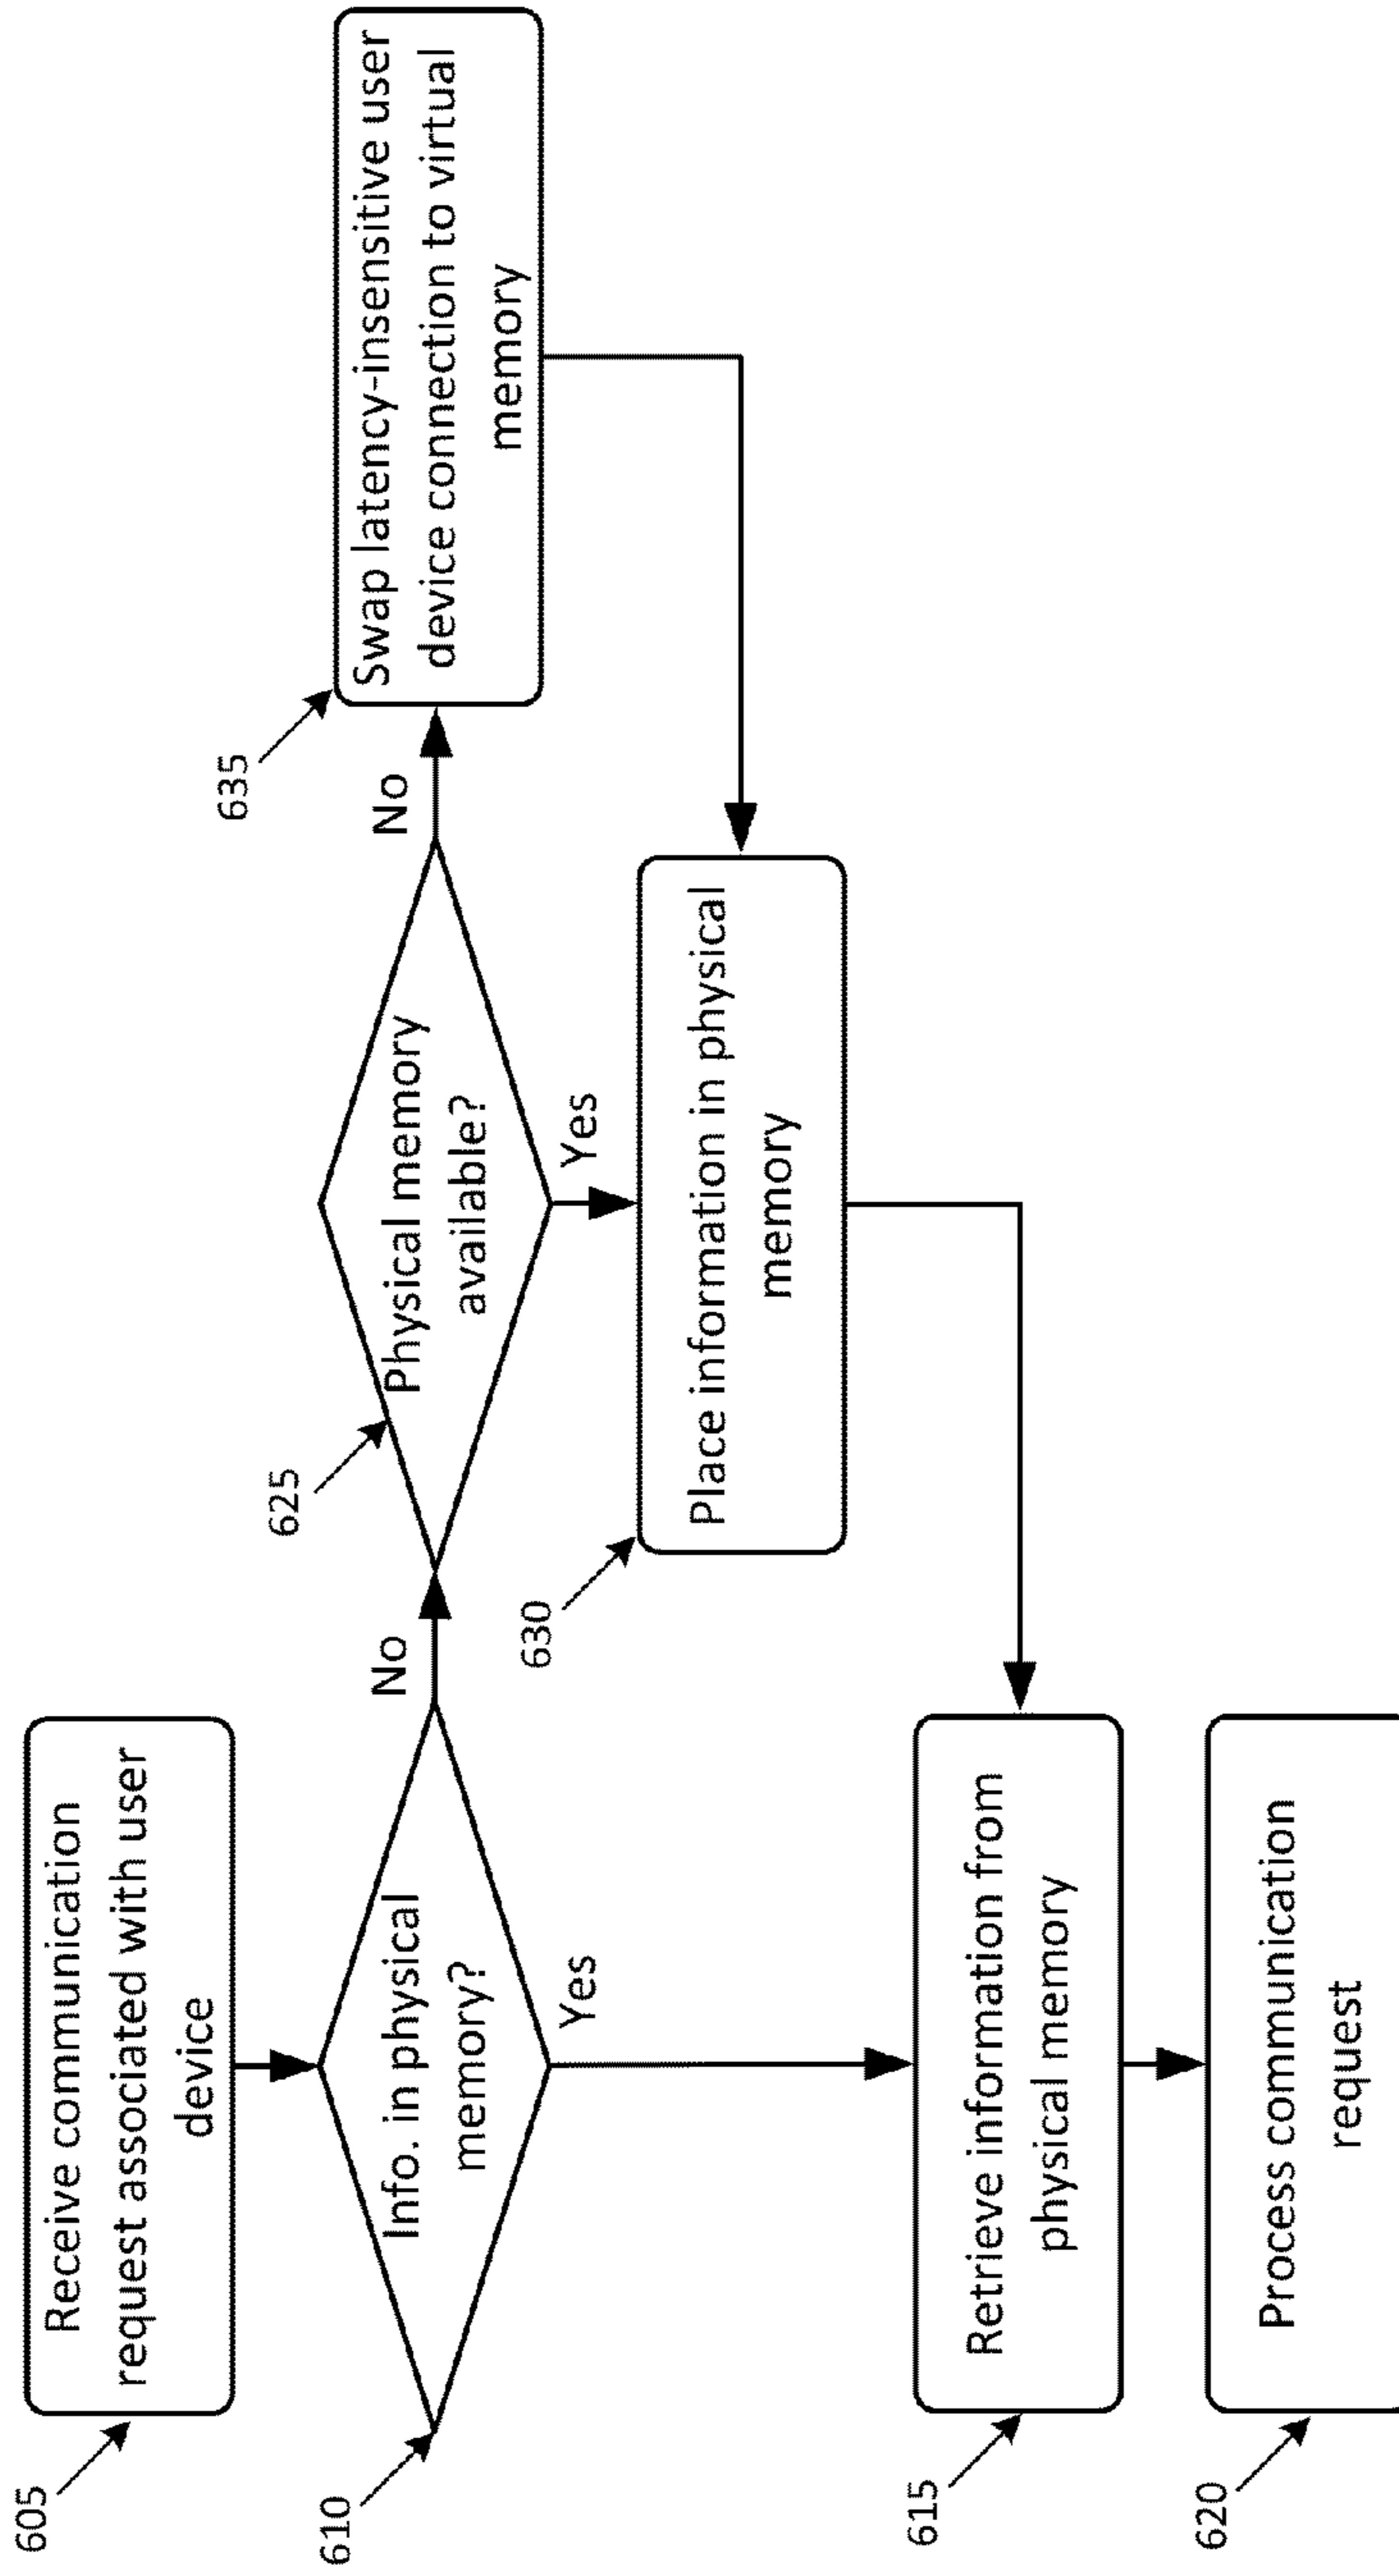 605
Receive communication
request associated with user
device
610
Info. in physical
memory?
No
Yes
625
Physical memory
available?
No
Yes
635
Swap latency-insensitive user
device connection to virtual
memory
630
Place information in physical
memory
615
Retrieve information from
physical memory
620
Process communication
request